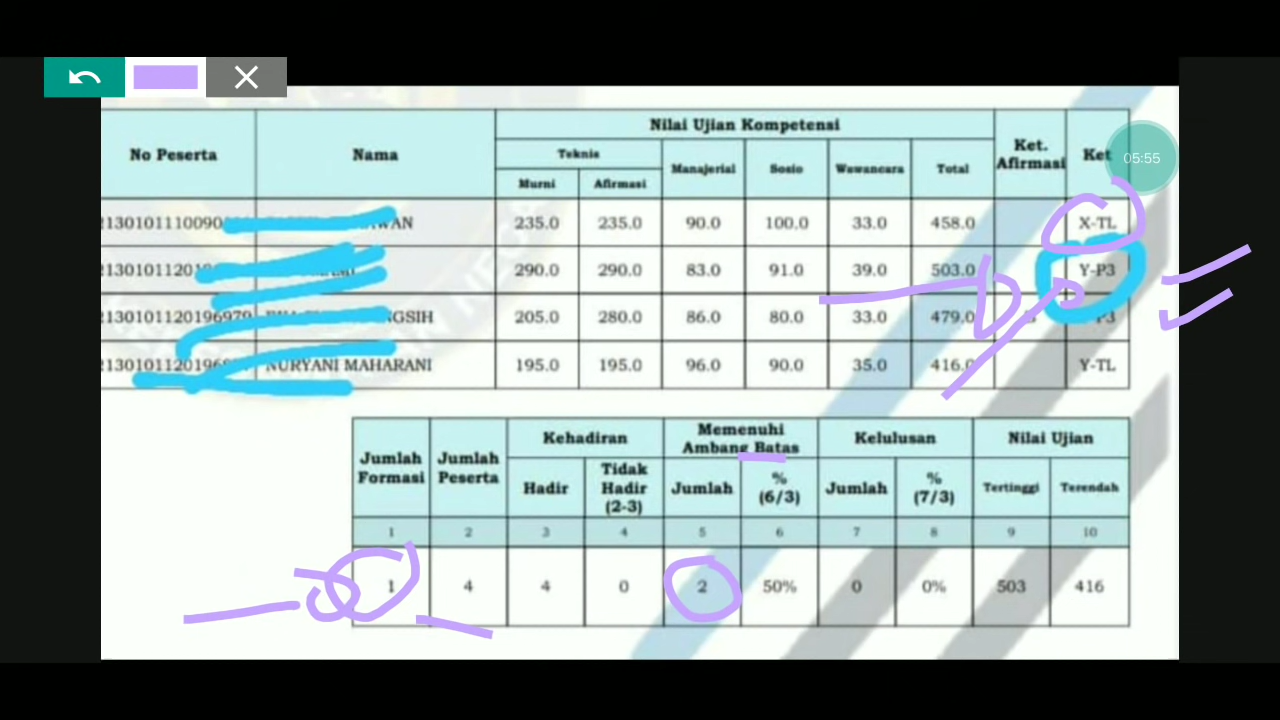 05:55
No Peserta Nama Nilai Ujian Kompetensi Ket. Afirmasi Ket
Teknis Manajerial Sosio Wawancara Total
Murni Afirmasi
235.0 235.0 90.0 100.0 33.0 458.0 X-TL
290.0 290.0 83.0 91.0 39.0 503.0 Y-P3
GSIH 205.0 280.0 86.0 80.0 33.0 479.0
NURYANI MAHARANI 195.0 195.0 96.0 90.0 35.0 416.0 Y-TL
Jumlah Formasi Jumlah Peserta Kehadiran Memenuhi Ambang Batas Kelulusan Nilai Ujian
Hadir Tidak Hadir (2-3) Jumlah % (6/3) Jumlah % (7/3) Tertinggi Terendah
1 2 3 4 5 6 7 8 9 10
1 4 4 0 2 50% 0 0% 503 416